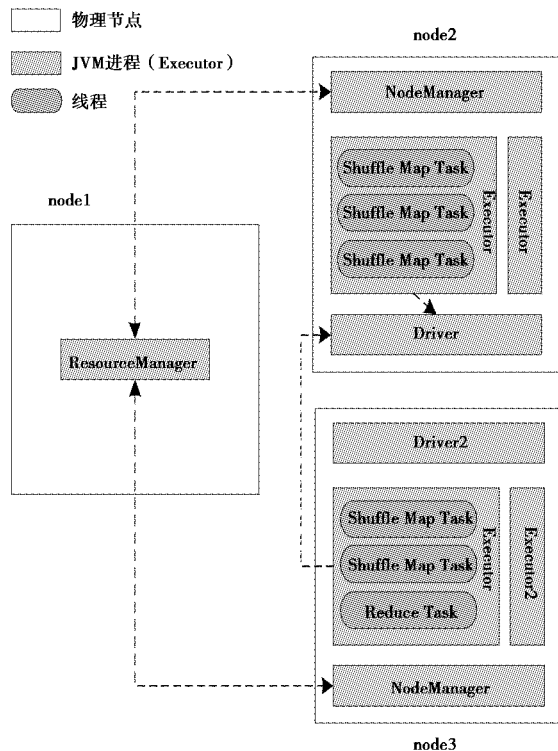 物理节点
JVM进程（Executor）
线程
node1
ResourceManager
node2
NodeManager
Shuffle Map Task
Shuffle Map Task
Shuffle Map Task
Executor
Executor
Driver
Driver2
Shuffle Map Task
Shuffle Map Task
Reduce Task
Executor
Executor2
NodeManager
node3